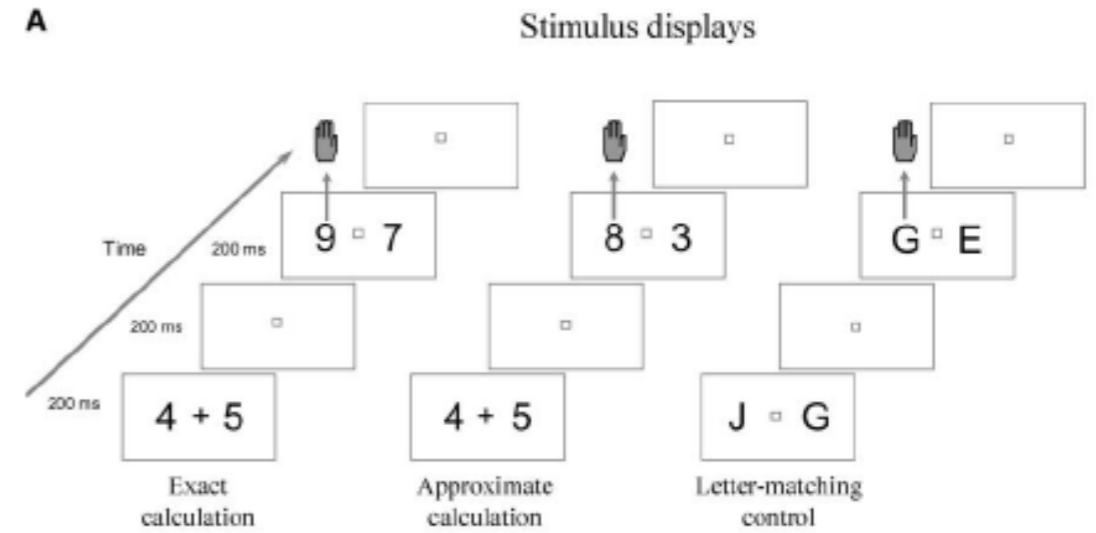 A
Stimulus displays
Time
200 ms
9 7
8 3
G E
200 ms
200 ms
4 + 5
4 + 5
J G
Exact
calculation
Approximate
calculation
Letter-matching
control